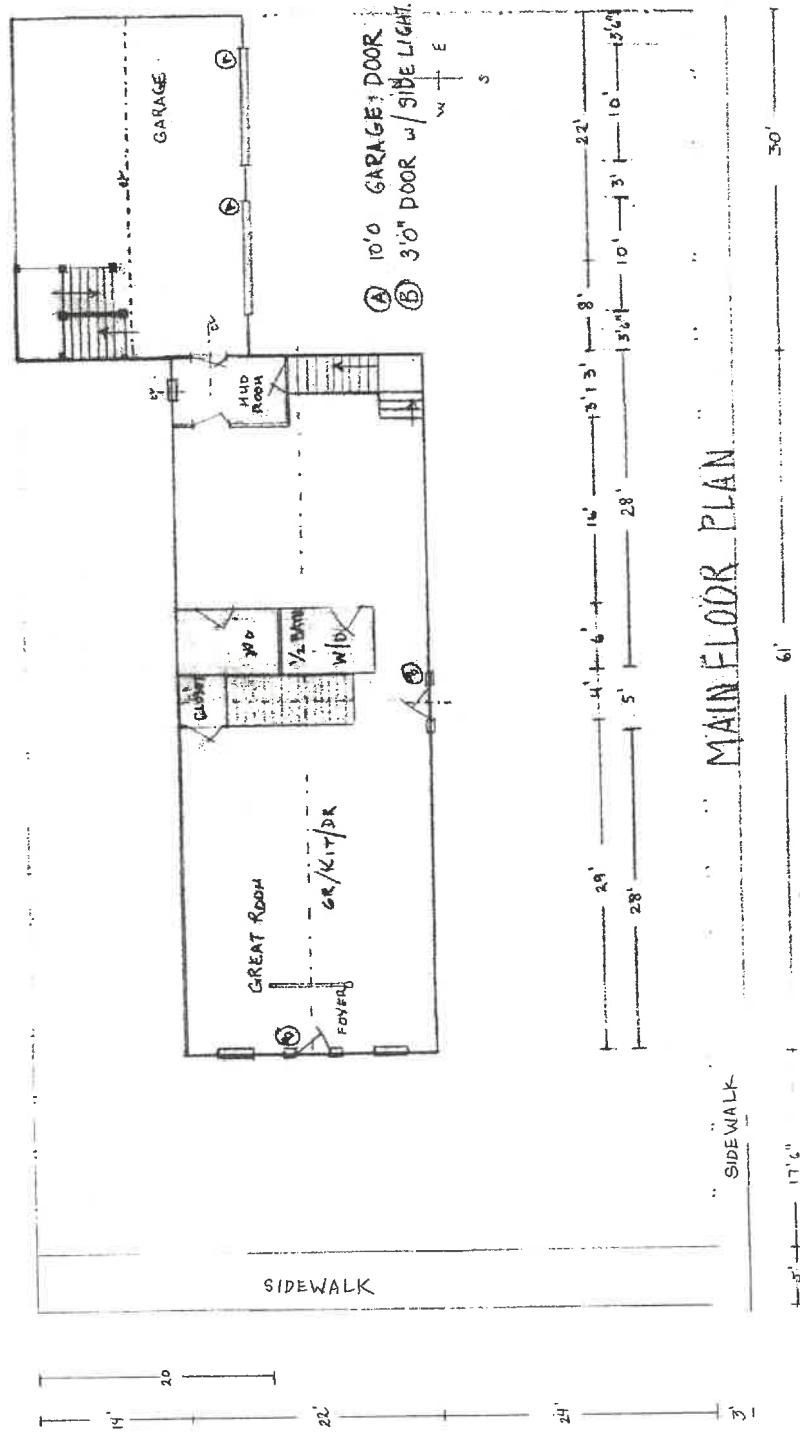 GARAGE
A
A
A 10'0 GARAGE DOOR
B 3'0" DOOR w/ SIDE LIGHT.
N
E
W
S
MUD
ROOM
½ BATH
W/D
CLOSET
B
GREAT ROOM
GR/KIT/DR
FOYER
B
29'
4'
6'
16'
3'
3'
8'
22'
28'
5'
28'
3'6"
10'
3'
10'
3'6"
MAIN FLOOR PLAN
SIDEWALK
SIDEWALK
5'
17'6"
61'
30'
20
14'
22'
24'
3'